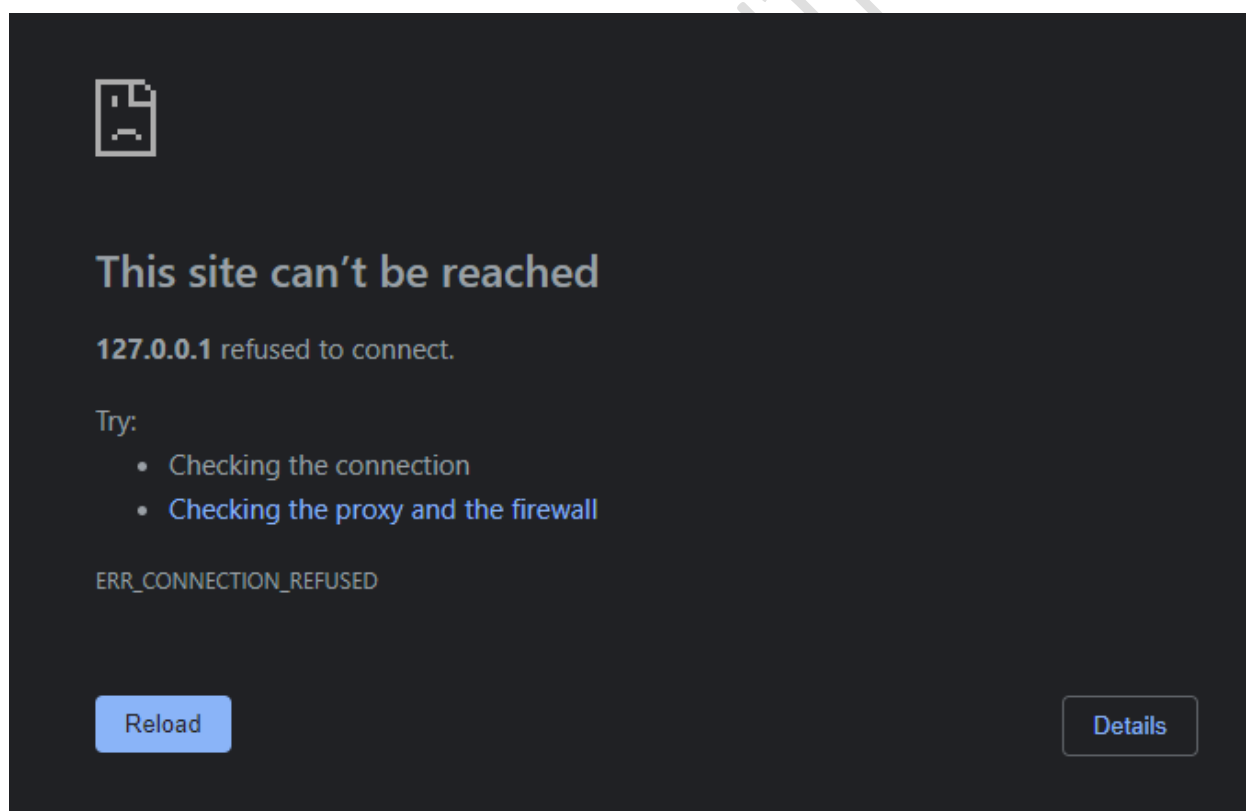 This site can’t be reached
127.0.0.1 refused to connect.
Try:
• Checking the connection
• Checking the proxy and the firewall
ERR_CONNECTION_REFUSED
Reload
Details